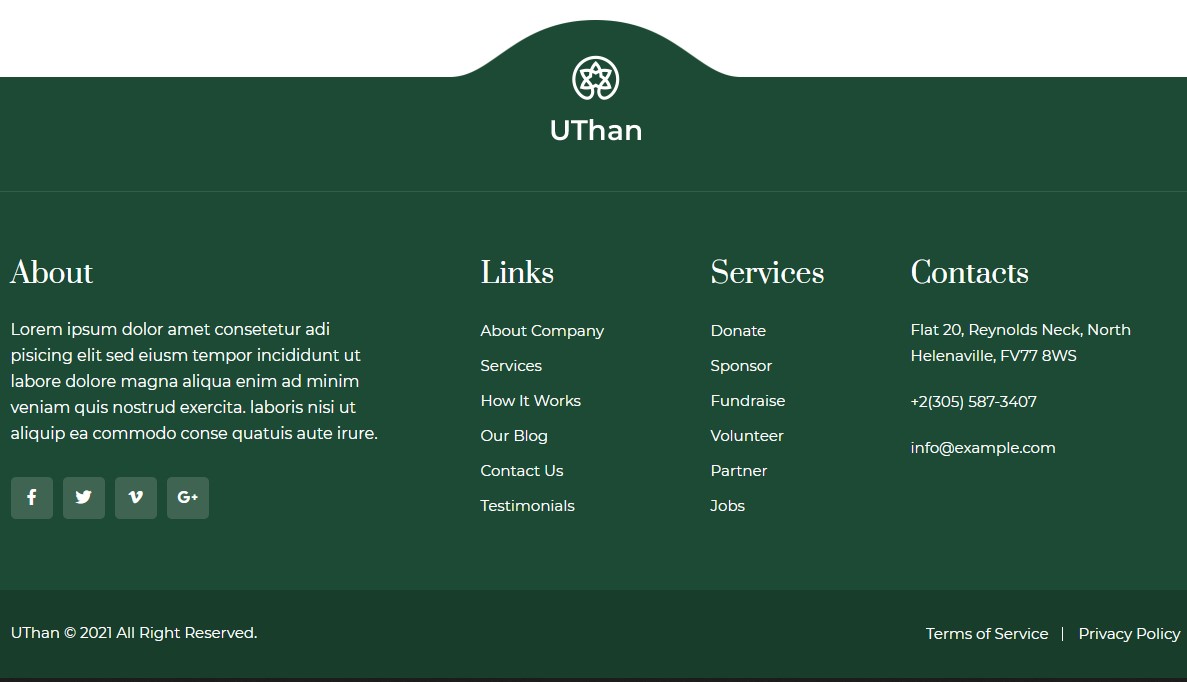 UThan
About
Lorem ipsum dolor amet consetetur adi
pisicing elit sed eiusm tempor incididunt ut
labore dolore magna aliqua enim ad minim
veniam quis nostrud exercita. laboris nisi ut
aliquip ea commodo conse quatuis aute irure.
Links
About Company
Services
How It Works
Our Blog
Contact Us
Testimonials
Services
Donate
Sponsor
Fundraise
Volunteer
Partner
Jobs
Contacts
Flat 20, Reynolds Neck, North
Helenaville, FV77 8WS
+2(305) 587-3407
info@example.com
UThan © 2021 All Right Reserved.
Terms of Service | Privacy Policy